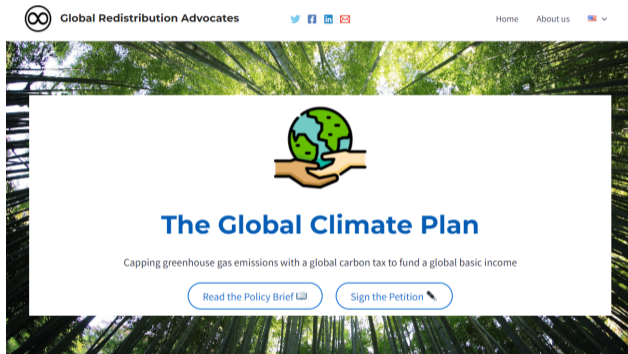 Global Redistribution Advocates
Home
About us
The Global Climate Plan
Capping greenhouse gas emissions with a global carbon tax to fund a global basic income
Read the Policy Brief
Sign the Petition